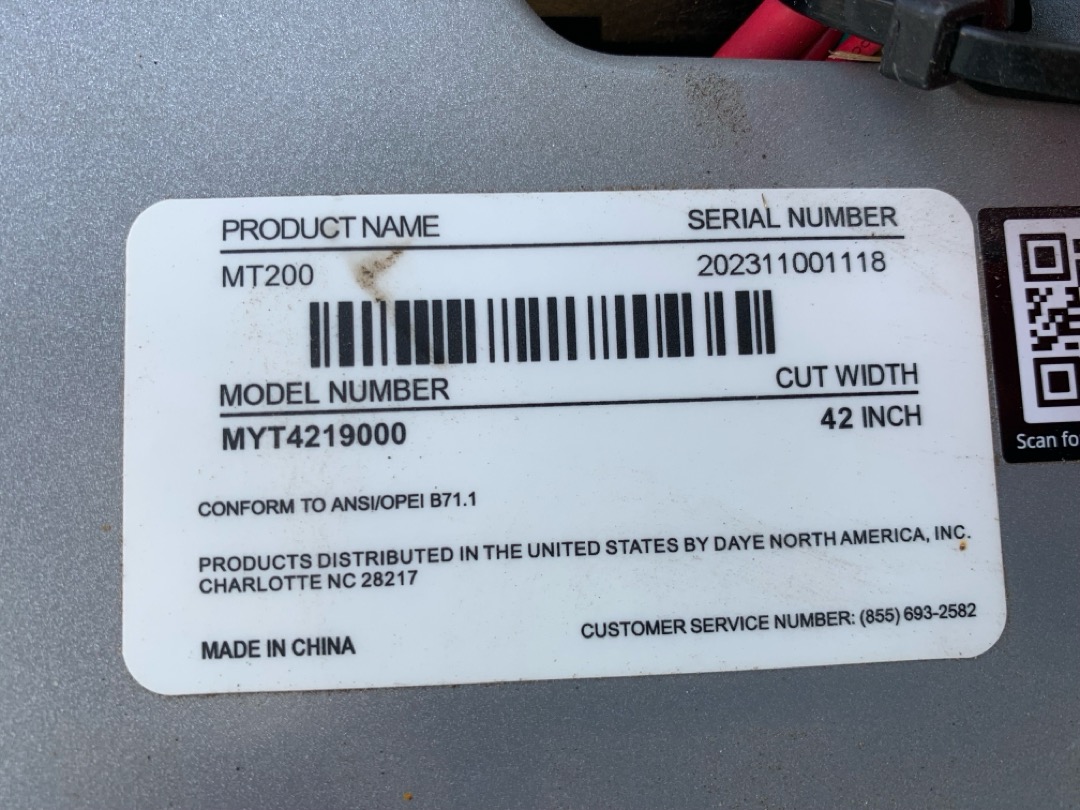 PRODUCT NAME SERIAL NUMBER
MT200 202311001118
MODEL NUMBER CUT WIDTH
MYT4219000 42 INCH
CONFORM TO ANSI/OPEI B71.1
PRODUCTS DISTRIBUTED IN THE UNITED STATES BY DAYE NORTH AMERICA, INC.
CHARLOTTE NC 28217
MADE IN CHINA CUSTOMER SERVICE NUMBER: (855) 693-2582
Scan fo